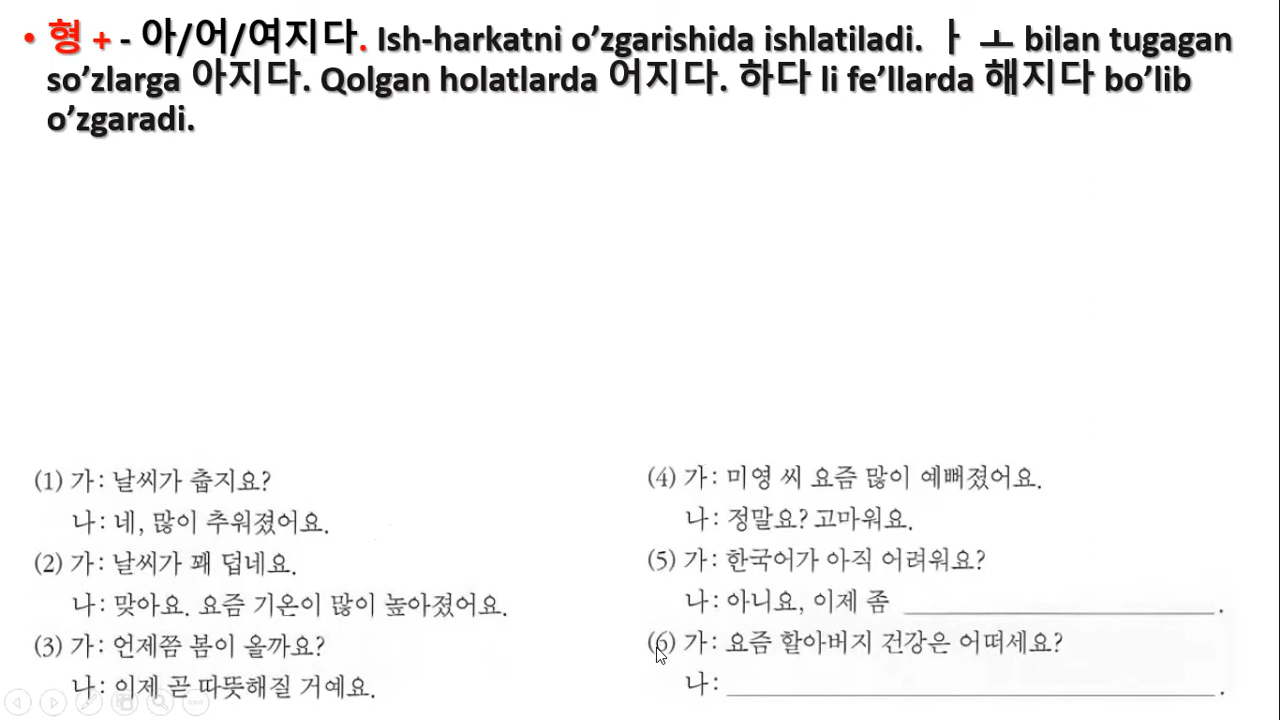 • 형 + - 아/어/여지다. Ish-harkatni o’zgarishida ishlatiladi. ㅏ ㅗ bilan tugagan
so’zlarga 아지다. Qolgan holatlarda 어지다. 하다 li fe’llarda 해지다 bo’lib
o’zgaradi.
(1) 가: 날씨가 춥지요?
나: 네, 많이 추워졌어요.
(2) 가: 날씨가 꽤 덥네요.
나: 맞아요. 요즘 기온이 많이 높아졌어요.
(3) 가: 언제쯤 봄이 올까요?
나: 이제 곧 따뜻해질 거예요.
(4) 가: 미영 씨 요즘 많이 예뻐졌어요.
나: 정말요? 고마워요.
(5) 가: 한국어가 아직 어려워요?
나: 아니요, 이제 좀 ____________________.
(6) 가: 요즘 할아버지 건강은 어떠세요?
나: ______________________________.